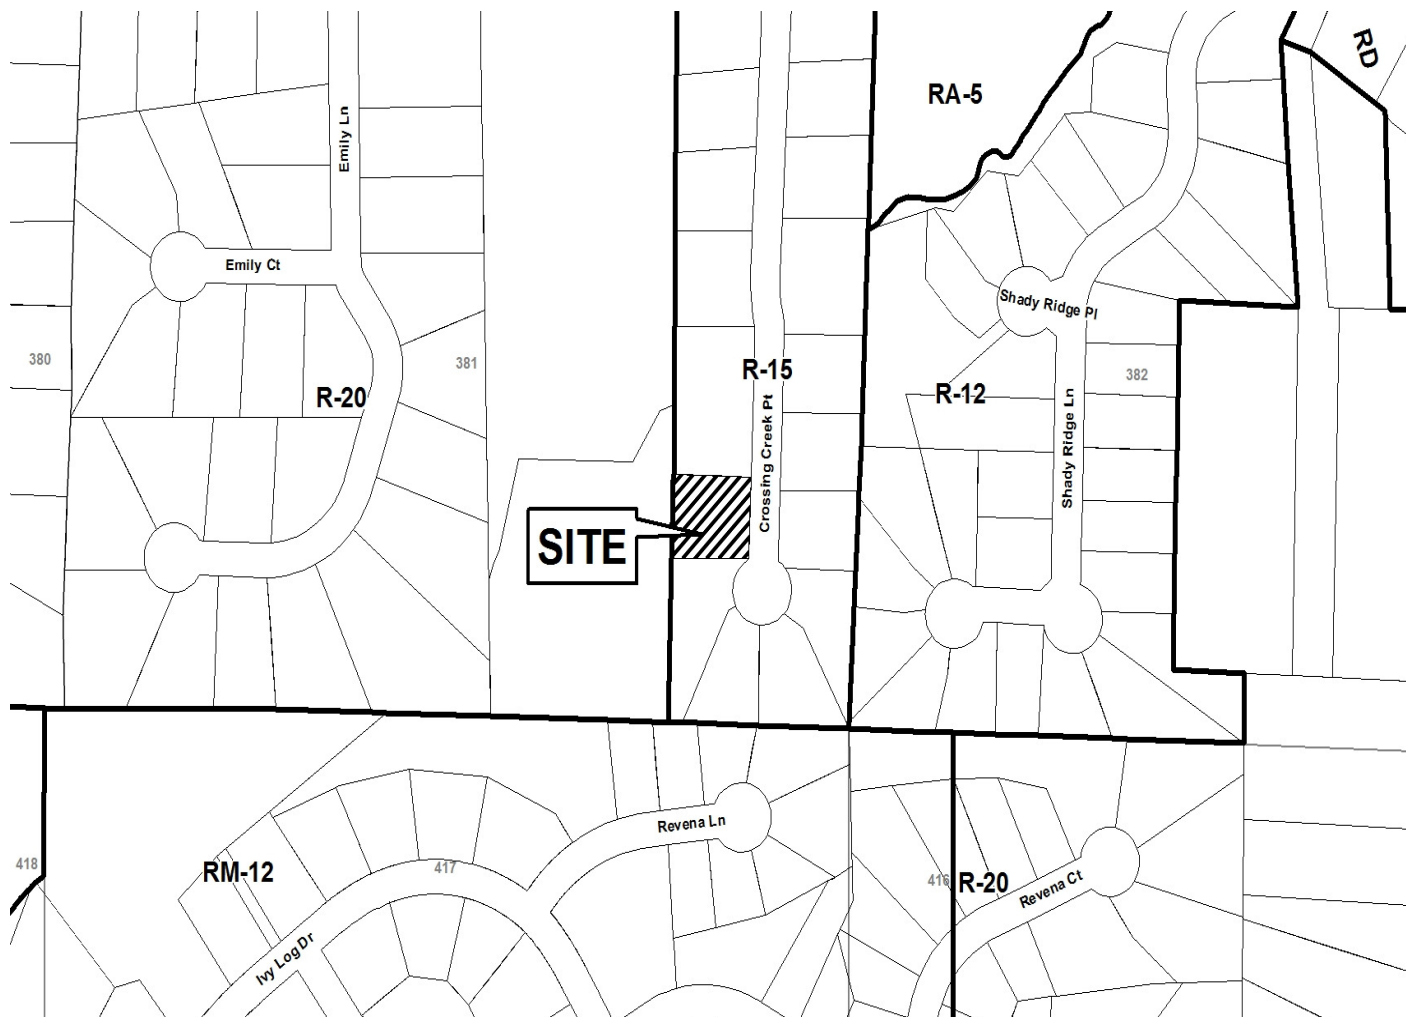 RD
RA-5
Emily Ln
Emily Ct
Shady Ridge Pl
380
381
R-15
382
R-20
R-12
Crossing Creek Pt
Shady Ridge Ln
SITE
Revena Ln
418
RM-12
417
416
R-20
Revena Ct
Ivy Log Dr